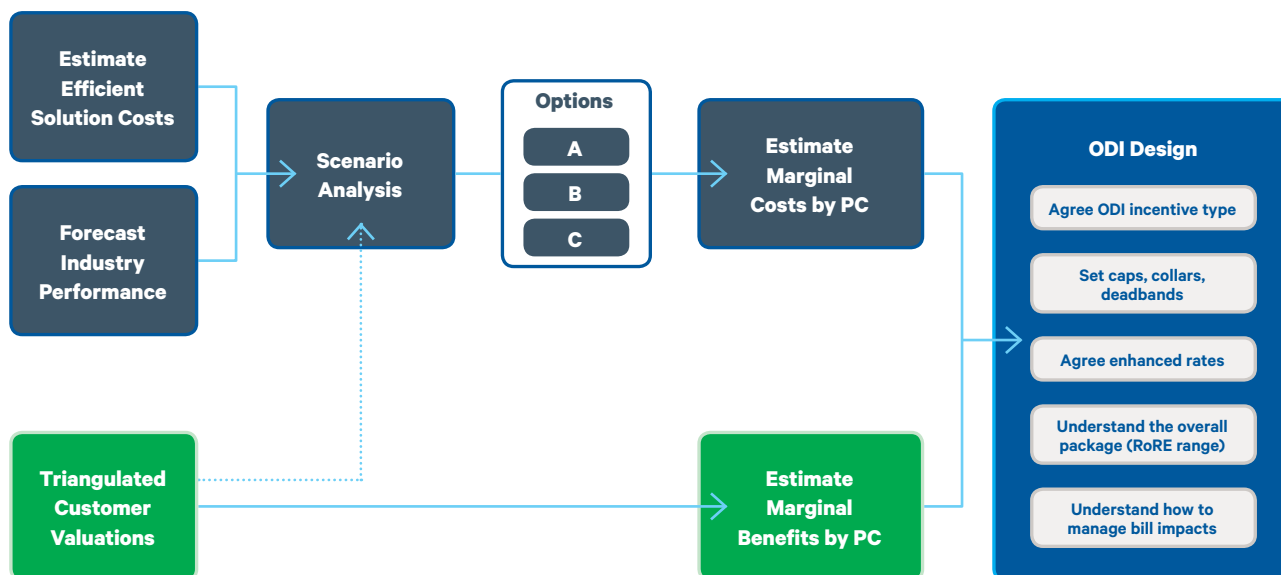 Estimate
Efficient
Solution Costs
Forecast
Industry
Performance
Scenario
Analysis
Options
A
B
C
Estimate
Marginal
Costs by PC
Triangulated
Customer
Valuations
Estimate
Marginal
Benefits by PC
ODI Design
Agree ODI incentive type
Set caps, collars,
deadbands
Agree enhanced rates
Understand the overall
package (RoRE range)
Understand how to
manage bill impacts